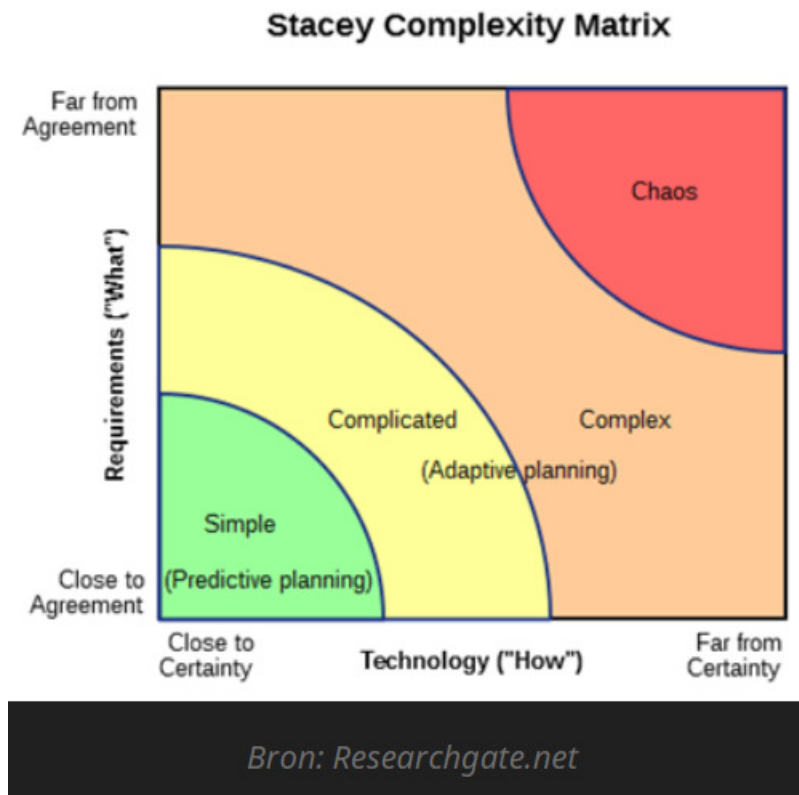 Stacey Complexity Matrix
Far from
Agreement
Chaos
Requirements ("What")
Complicated
Complex
(Adaptive planning)
Simple
(Predictive planning)
Close to
Agreement
Close to
Certainty
Technology ("How")
Far from
Certainty
Bron: Researchgate.net